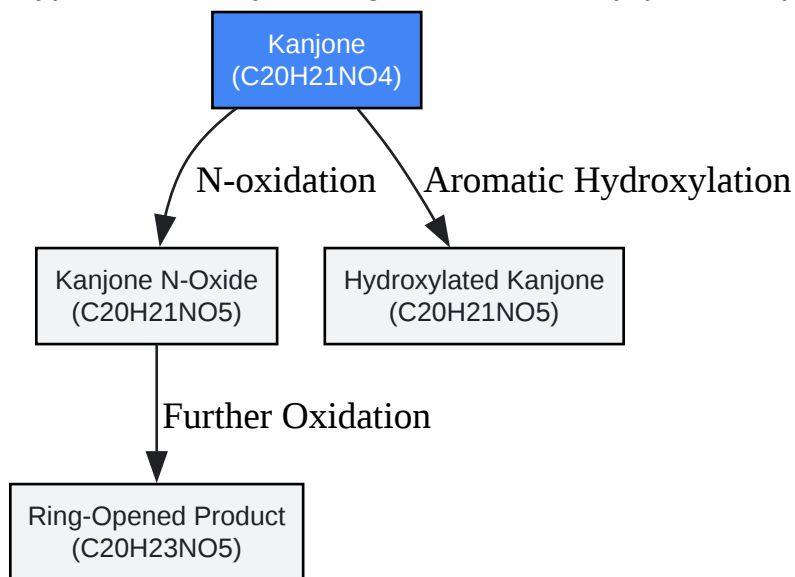 Kanjone
(C20H21NO4)
N-oxidation
Aromatic Hydroxylation
Kanjone N-Oxide
(C20H21NO5)
Hydroxylated Kanjone
(C20H21NO5)
Further Oxidation
Ring-Opened Product
(C20H23NO5)